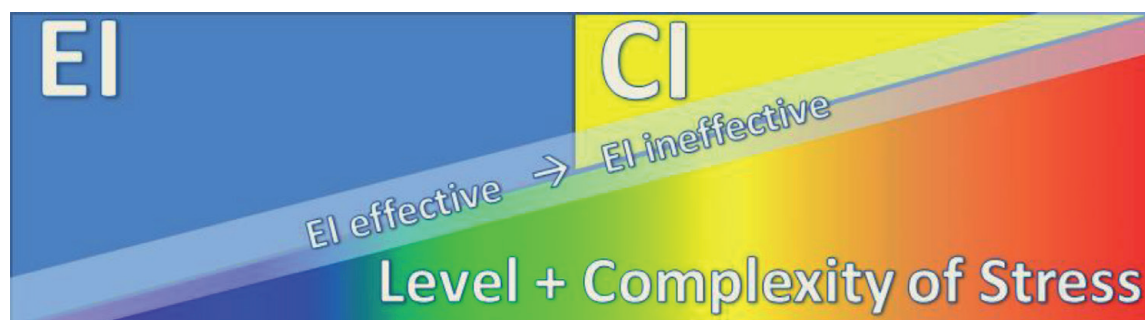 EI
CI
EI effective → EI ineffective
Level + Complexity of Stress